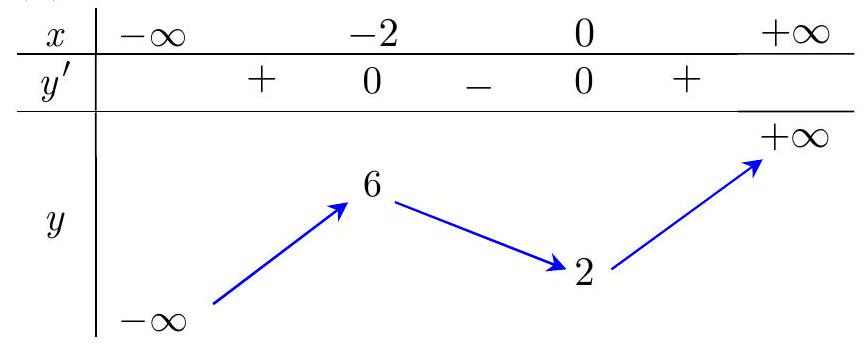 x −∞ −2 0 +∞
y′ + 0 − 0 +
+∞
6
y
2
−∞